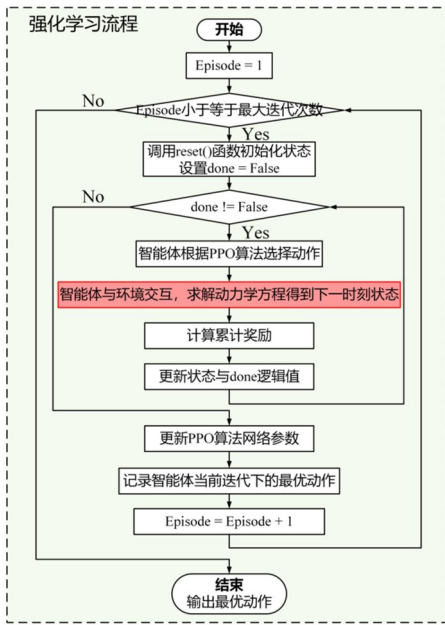 强化学习流程
开始
Episode = 1
No
Episode小于等于最大迭代次数
Yes
调用reset()函数初始化状态
设置done = False
No
done != False
Yes
智能体根据PPO算法选择动作
智能体与环境交互，求解动力学方程得到下一时刻状态
计算累计奖励
更新状态与done逻辑值
更新PPO算法网络参数
记录智能体当前迭代下的最优动作
Episode = Episode + 1
结束
输出最优动作